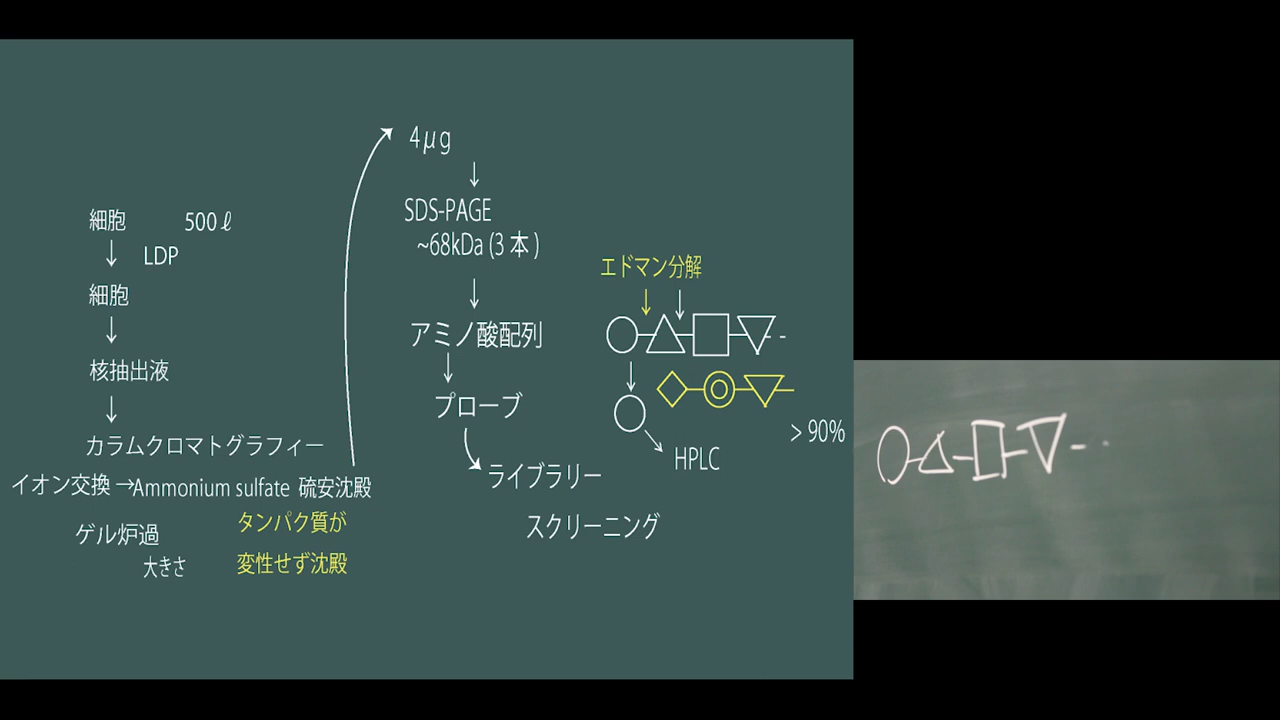 細胞 500ℓ
LDP
細胞
核抽出液
カラムクロマトグラフィー
イオン交換→Ammonium sulfate 硫安沈殿
ゲル炉過
大きさ
タンパク質が
変性せず沈殿
4μg
SDS-PAGE
~68kDa (3本)
アミノ酸配列
プローブ
ライブラリー
スクリーニング
エドマン分解
HPLC
>90%